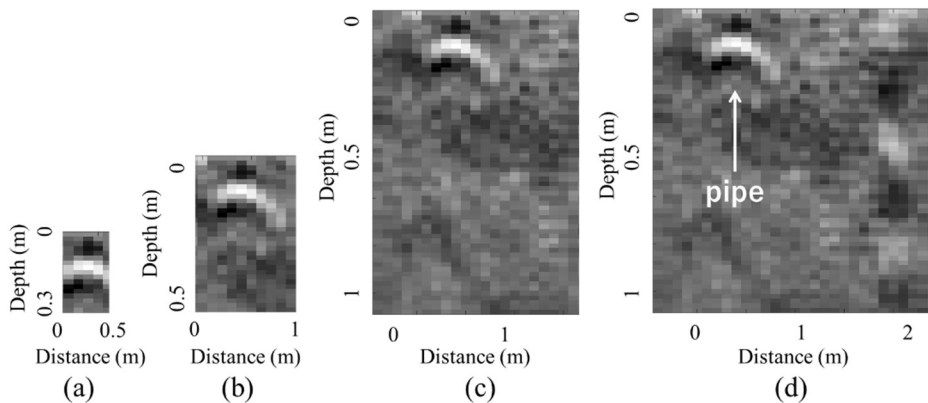 0
Depth (m)
0.3
0 0.5
Distance (m)
(a)
0
Depth (m)
0.5
0 1
Distance (m)
(b)
0
Depth (m)
0.5
1
0 1
Distance (m)
(c)
0
Depth (m)
0.5
1
pipe
0 1 2
Distance (m)
(d)